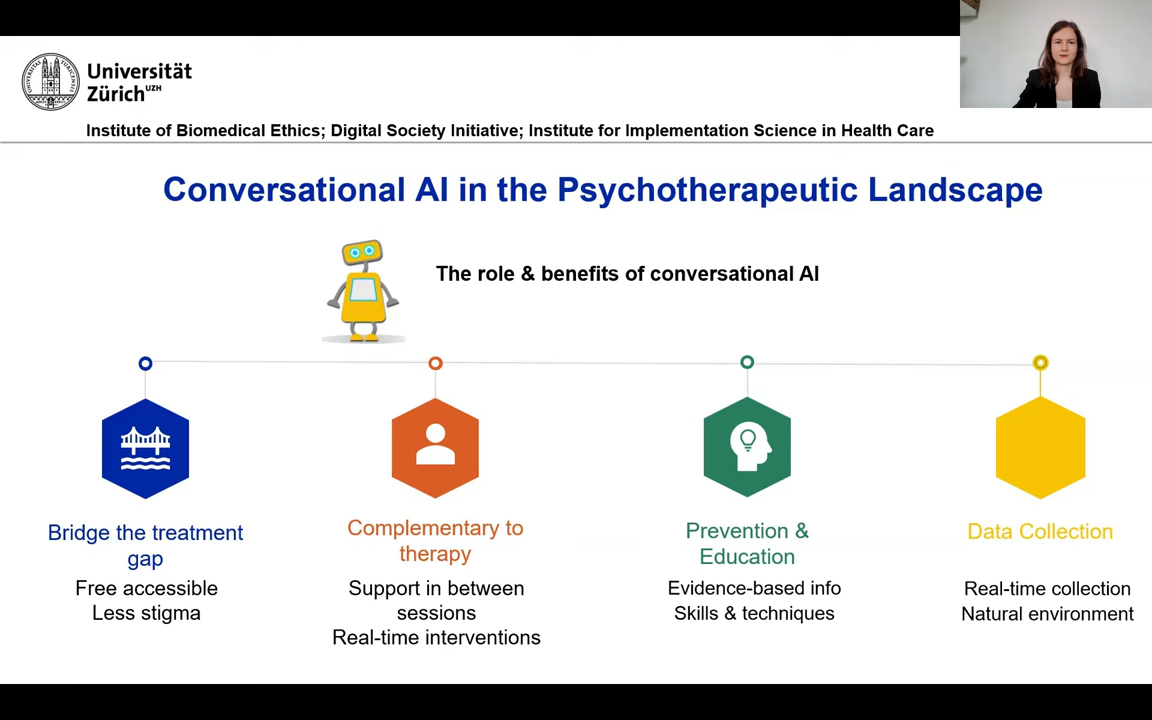 Universität
Zürich UZH
Institute of Biomedical Ethics; Digital Society Initiative; Institute for Implementation Science in Health Care
Conversational AI in the Psychotherapeutic Landscape
The role & benefits of conversational AI
Bridge the treatment
gap
Free accessible
Less stigma
Complementary to
therapy
Support in between
sessions
Real-time interventions
Prevention &
Education
Evidence-based info
Skills & techniques
Data Collection
Real-time collection
Natural environment